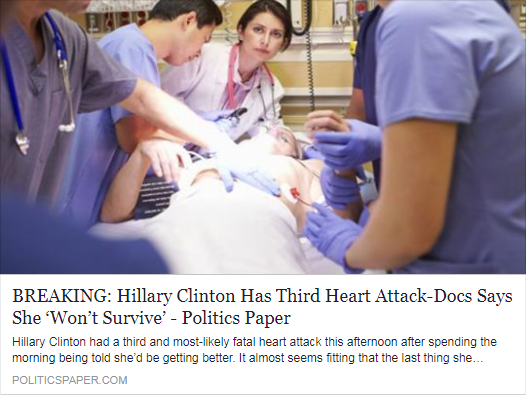 BREAKING: Hillary Clinton Has Third Heart Attack-Docs Says
She ‘Won’t Survive’ - Politics Paper
Hillary Clinton had a third and most-likely fatal heart attack this afternoon after spending the
morning being told she’d be getting better. It almost seems fitting that the last thing she…
POLITICSPAPER.COM